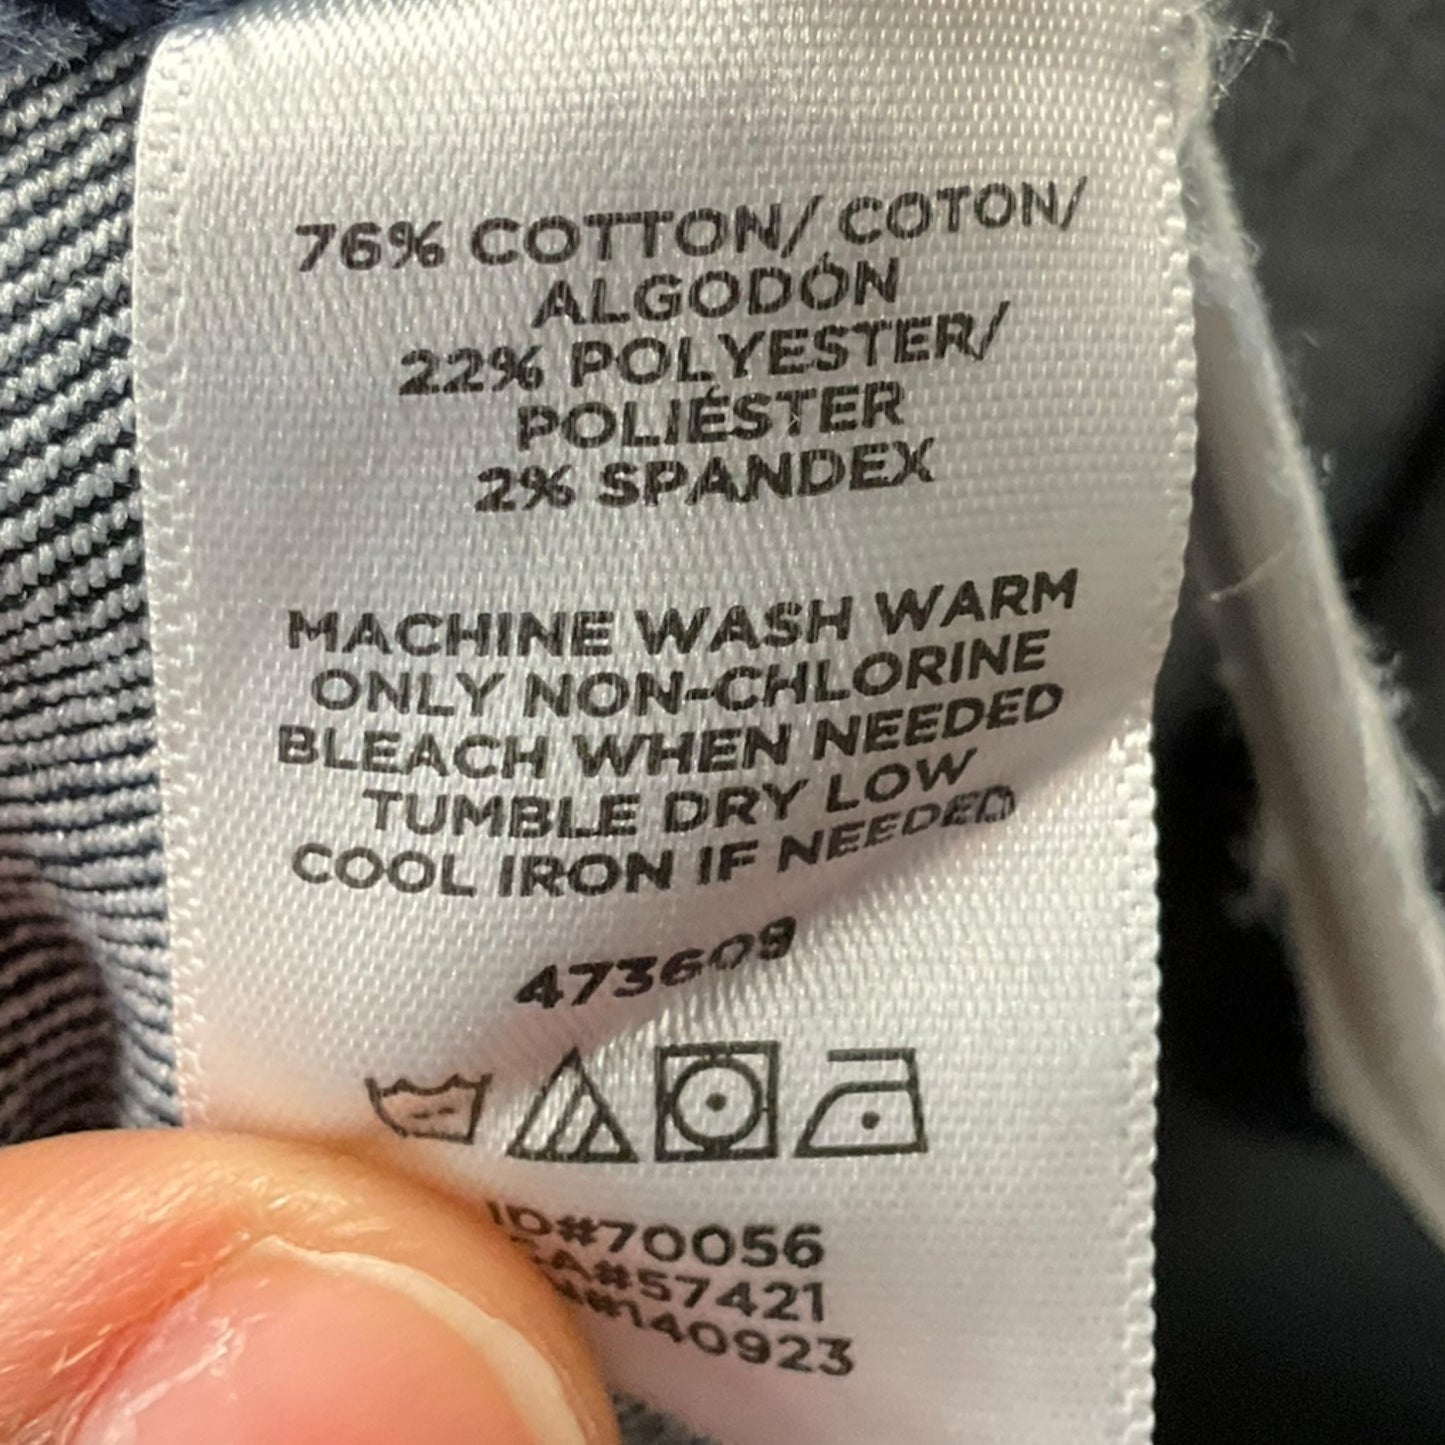 76% COTTON/ COTON/
ALGODÓN
22% POLYESTER/
POLIÉSTER
2% SPANDEX
MACHINE WASH WARM
ONLY NON-CHLORINE
BLEACH WHEN NEEDED
TUMBLE DRY LOW
COOL IRON IF NEEDED
473609
ID#70056
#57421
#140923